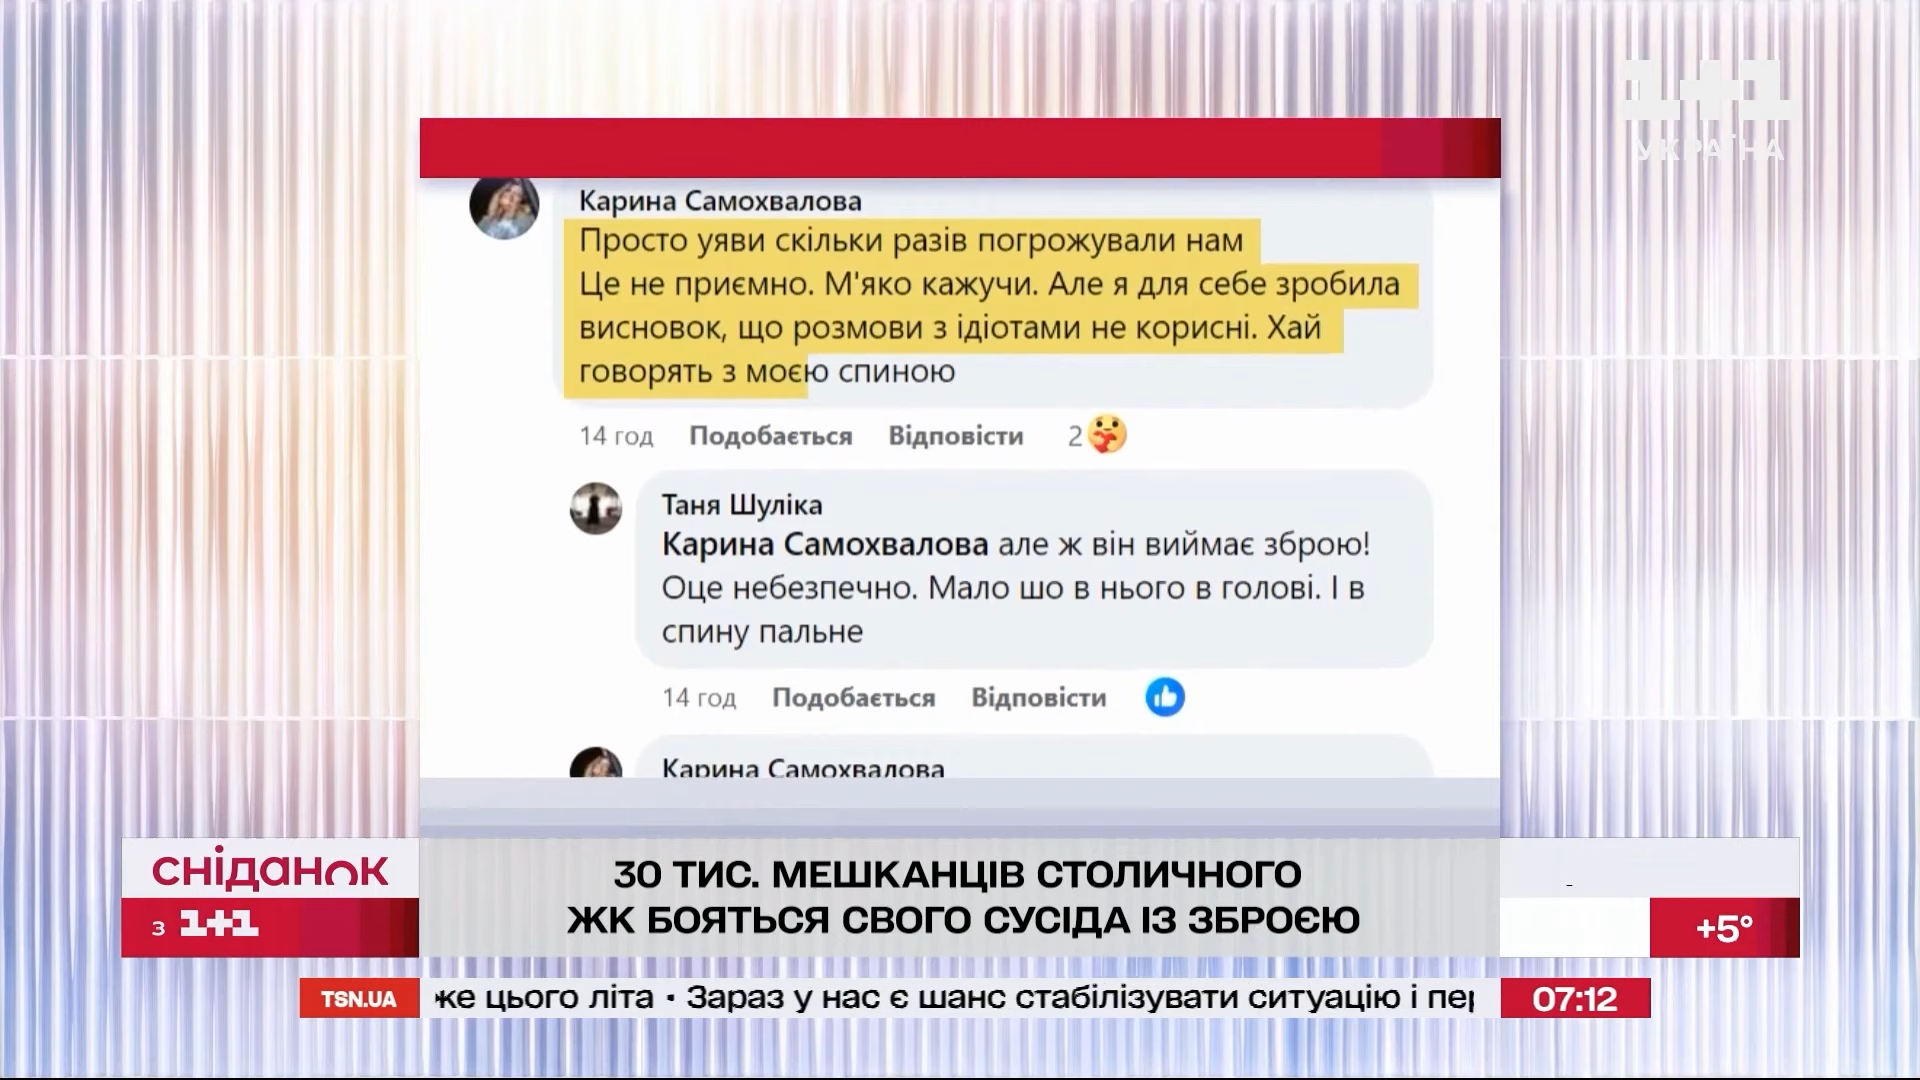 1+1
УКРАЇНА
Карина Самохвалова
Просто уяви скільки разів погрожували нам
Це не приємно. М'яко кажучи. Але я для себе зробила
висновок, що розмови з ідіотами не корисні. Хай
говорять з моєю спиною
14 год Подобається Відповісти 2
Таня Шуліка
Карина Самохвалова але ж він виймає зброю!
Оце небезпечно. Мало шо в нього в голові. І в
спину пальне
14 год Подобається Відповісти
Карина Самохвалова
СНІДАНОК
з 1+1
30 ТИС. МЕШКАНЦІВ СТОЛИЧНОГО
ЖК БОЯТЬСЯ СВОГО СУСІДА ІЗ ЗБРОЄЮ
+5°
TSN.UA же цього літа • Зараз у нас є шанс стабілізувати ситуацію і пер
07:12